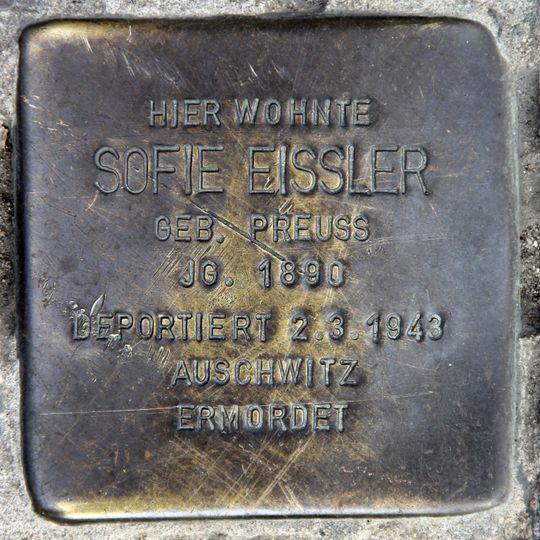 HIER WOHNTE
SOFIE EISSLER
GEB. PREUSS
JG. 1890
DEPORTIERT 2.3.1943
AUSCHWITZ
ERMORDET